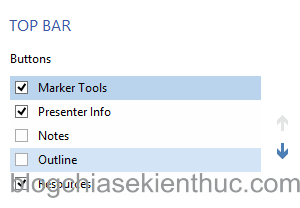 TOP BAR
Buttons
Marker Tools
Presenter Info
Notes
Outline
Resources
blogchiasekienthuc.com